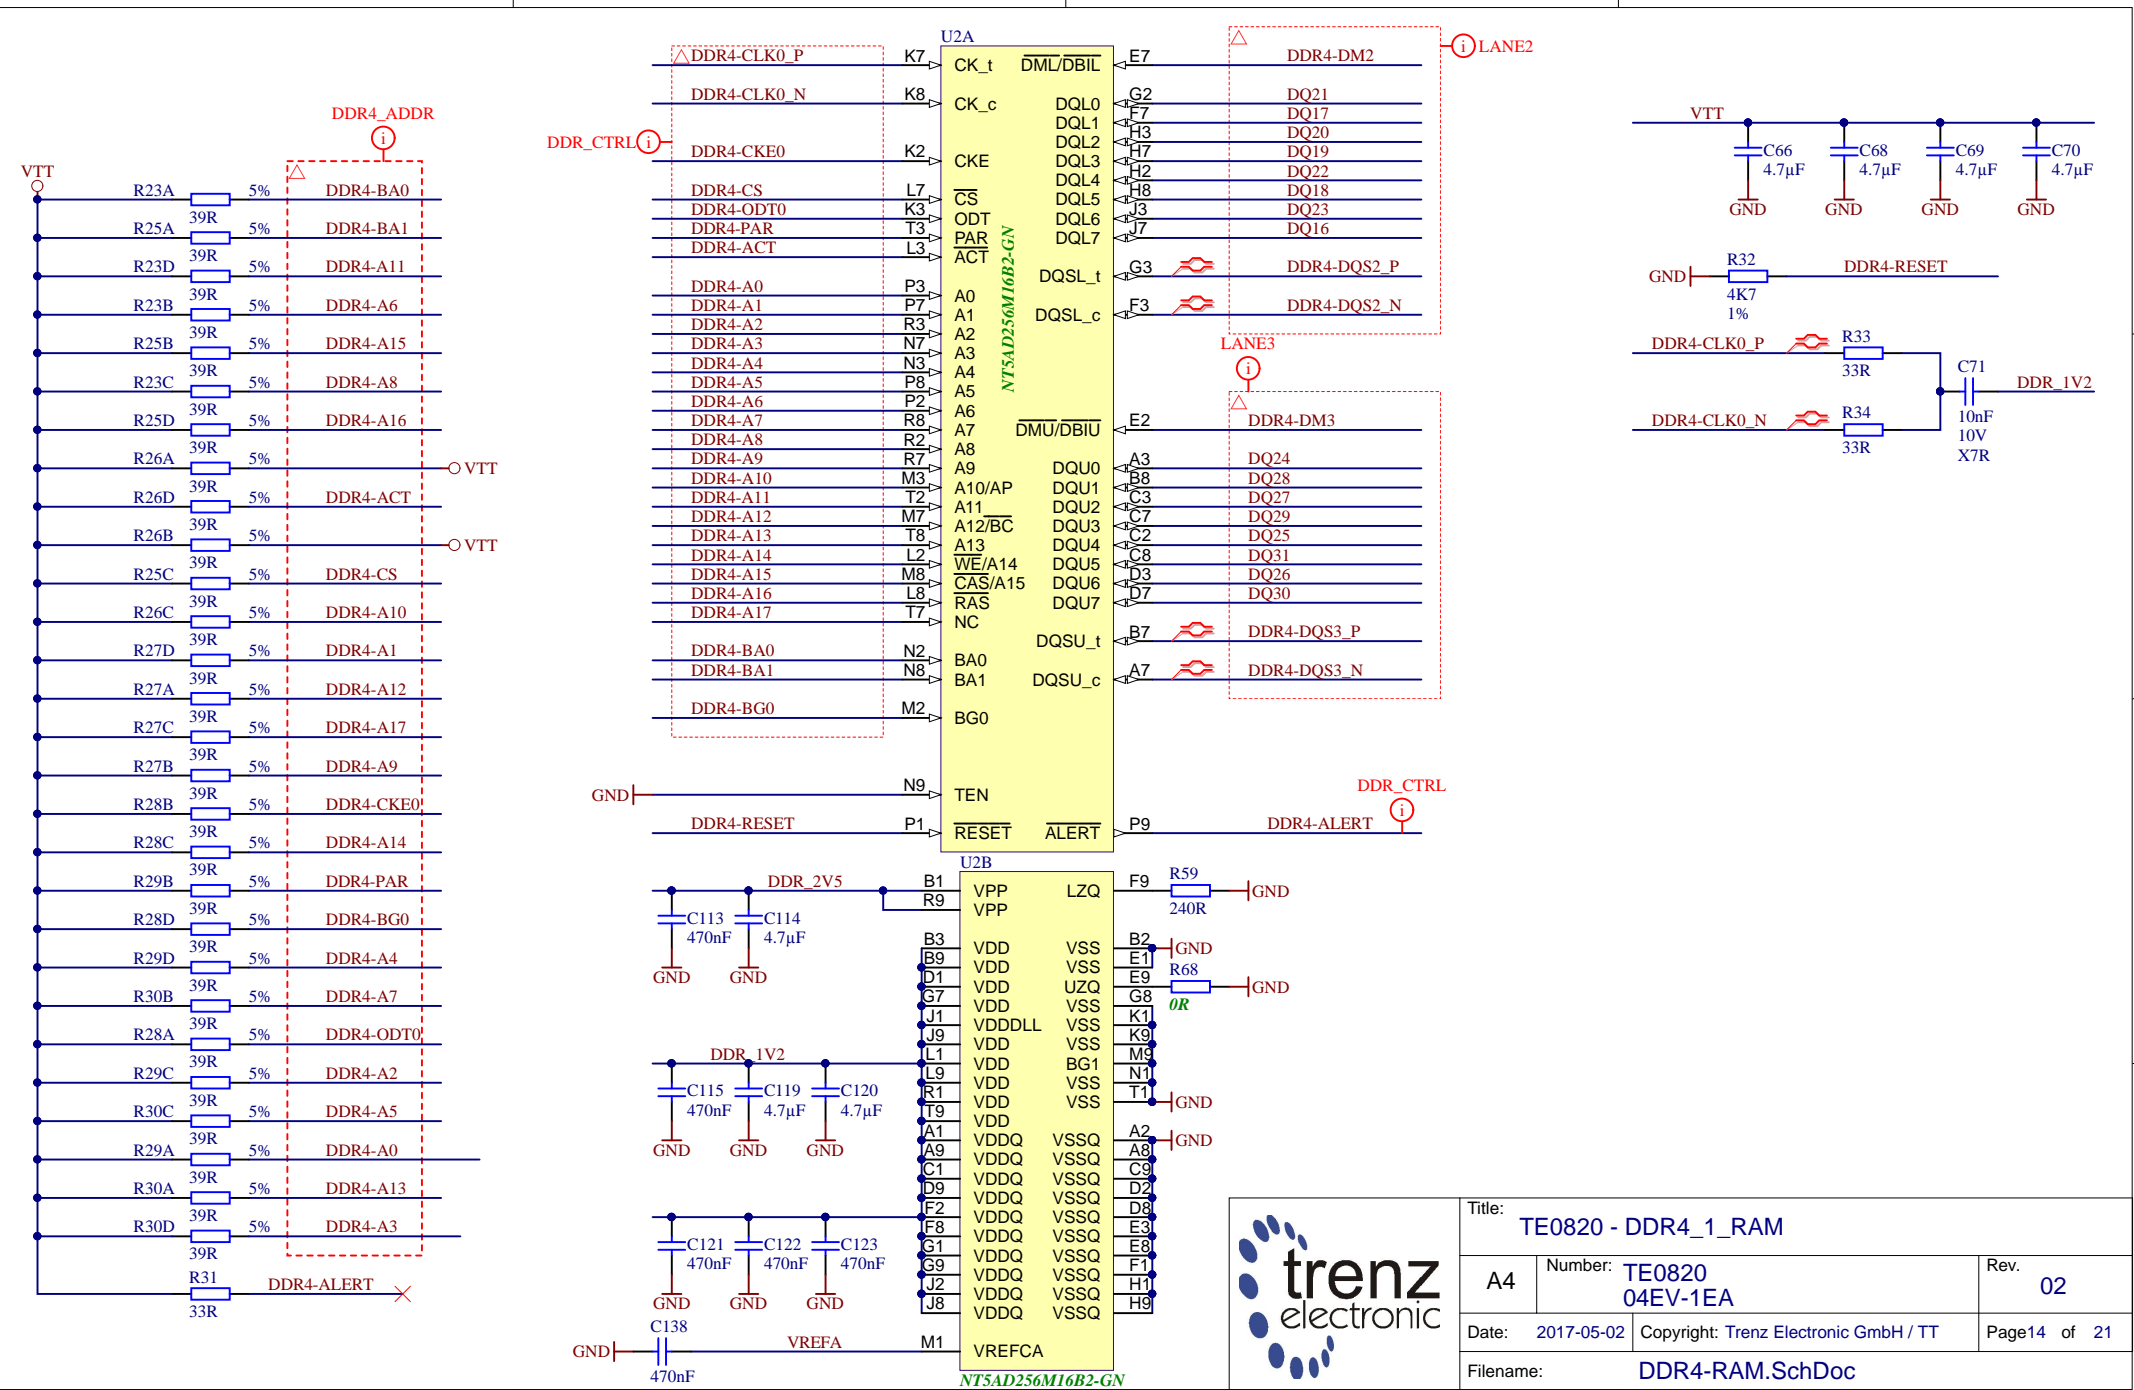 DDR4_ADDR
VTT
R23A 5% DDR4-BA0
39R
R25A 5% DDR4-BA1
39R
R23D 5% DDR4-A11
39R
R23B 5% DDR4-A6
39R
R25B 5% DDR4-A15
39R
R23C 5% DDR4-A8
39R
R25D 5% DDR4-A16
39R
R26A 5% VTT
39R
R26D 5% DDR4-ACT
39R
R26B 5% VTT
39R
R25C 5% DDR4-CS
39R
R26C 5% DDR4-A10
39R
R27D 5% DDR4-A1
39R
R27A 5% DDR4-A12
39R
R27C 5% DDR4-A17
39R
R27B 5% DDR4-A9
39R
R28B 5% DDR4-CKE0
39R
R28C 5% DDR4-A14
39R
R29B 5% DDR4-PAR
39R
R28D 5% DDR4-BG0
39R
R29D 5% DDR4-A4
39R
R30B 5% DDR4-A7
39R
R28A 5% DDR4-ODT0
39R
R29C 5% DDR4-A2
39R
R30C 5% DDR4-A5
39R
R29A 5% DDR4-A0
39R
R30A 5% DDR4-A13
39R
R30D 5% DDR4-A3
39R
R31 DDR4-ALERT
33R
U2A
DDR_CTRL i
LANE2
DDR4-CLK0_P K7 CK_t DML/DBIL E7 DDR4-DM2
DDR4-CLK0_N K8 CK_c DQL0 G2 DQ21
DQL1 F7 DQ17
DQL2 H3 DQ20
DDR4-CKE0 K2 CKE DQL3 H7 DQ19
DQL4 H2 DQ22
DDR4-CS L7 CS DQL5 H8 DQ18
DDR4-ODT0 K3 ODT DQL6 J3 DQ23
DDR4-PAR T3 PAR DQL7 J7 DQ16
DDR4-ACT L3 ACT
DQSL_t G3 DDR4-DQS2_P
DDR4-A0 P3 A0
DDR4-A1 P7 A1 DQSL_c F3 DDR4-DQS2_N
DDR4-A2 R3 A2
LANE3
DDR4-A3 N7 A3
DDR4-A4 N3 A4
DDR4-A5 P8 A5
DDR4-A6 P2 A6
DDR4-A7 R8 A7 DMU/DBIU E2 DDR4-DM3
DDR4-A8 R2 A8
DDR4-A9 R7 A9 DQU0 A3 DQ24
DDR4-A10 M3 A10/AP DQU1 B8 DQ28
DDR4-A11 T2 A11 DQU2 C3 DQ27
DDR4-A12 M7 A12/BC DQU3 C7 DQ29
DDR4-A13 T8 A13 DQU4 C2 DQ25
DDR4-A14 L2 WE/A14 DQU5 C8 DQ31
DDR4-A15 M8 CAS/A15 DQU6 D3 DQ26
DDR4-A16 L8 RAS DQU7 D7 DQ30
DDR4-A17 T7 NC
DQSU_t B7 DDR4-DQS3_P
DDR4-BA0 N2 BA0
DDR4-BA1 N8 BA1 DQSU_c A7 DDR4-DQS3_N
DDR4-BG0 M2 BG0
NT5AD256M16B2-GN
DDR_CTRL
GND N9 TEN
DDR4-RESET P1 RESET ALERT P9 DDR4-ALERT
U2B
DDR_2V5 B1 VPP LZQ F9 R59 GND
R9 VPP 240R
C113 C114
470nF 4.7µF
GND GND
B3 VDD VSS B2 GND
B9 VDD VSS E1
D1 VDD UZQ E9 R68 GND
G7 VDD VSS G8 0R
J1 VDDDLL VSS K1
J9 VDD VSS K9
DDR_1V2 L1 VDD BG1 M9
L9 VDD VSS N1
R1 VDD VSS T1 GND
T9 VDD
C115 C119 C120
470nF 4.7µF 4.7µF
GND GND GND
A1 VDDQ VSSQ A2 GND
A9 VDDQ VSSQ A8
C1 VDDQ VSSQ C9
D9 VDDQ VSSQ D2
F2 VDDQ VSSQ D8
F8 VDDQ VSSQ E3
G1 VDDQ VSSQ E8
G9 VDDQ VSSQ F1
J2 VDDQ VSSQ H1
J8 VDDQ VSSQ H9
C121 C122 C123
470nF 470nF 470nF
GND GND GND
C138
GND VREFA M1 VREFCA
470nF
NT5AD256M16B2-GN
VTT
C66 C68 C69 C70
4.7µF 4.7µF 4.7µF 4.7µF
GND GND GND GND
R32
GND DDR4-RESET
4K7
1%
DDR4-CLK0_P R33
33R
C71 DDR_1V2
DDR4-CLK0_N R34
33R
10nF
10V
X7R
trenz
electronic
Title:
TE0820 - DDR4_1_RAM
A4
Number: TE0820
04EV-1EA
Rev.
02
Date: 2017-05-02 Copyright: Trenz Electronic GmbH / TT Page14 of 21
Filename: DDR4-RAM.SchDoc